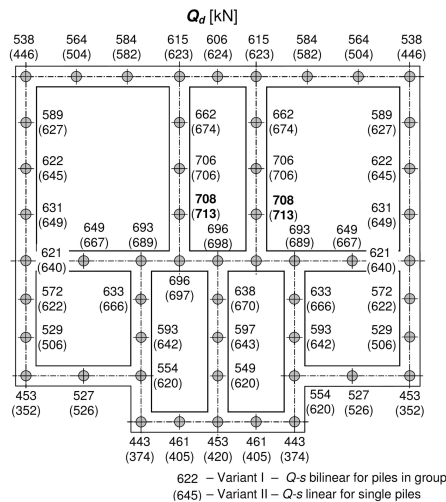 Qd [kN]
538 564 584 615 606 615 584 564 538
(446) (504) (582) (623) (624) (623) (582) (504) (446)
589 662 662 589
(627) (674) (674) (627)
622 706 706 622
(645) (706) (706) (645)
631 708 708 631
(649) (713) (713) (649)
649 693 696 693 649
(667) (689) (698) (689) (667)
621 621
(640) (640)
696
(697)
572 633 638 633 572
(622) (666) (670) (666) (622)
529 593 597 593 529
(506) (642) (643) (642) (506)
554 549
(620) (620)
453 527 554 527 453
(352) (526) (620) (526) (352)
443 461 453 461 443
(374) (405) (420) (405) (374)
622 – Variant I – Q-s bilinear for piles in group
(645) – Variant II – Q-s linear for single piles